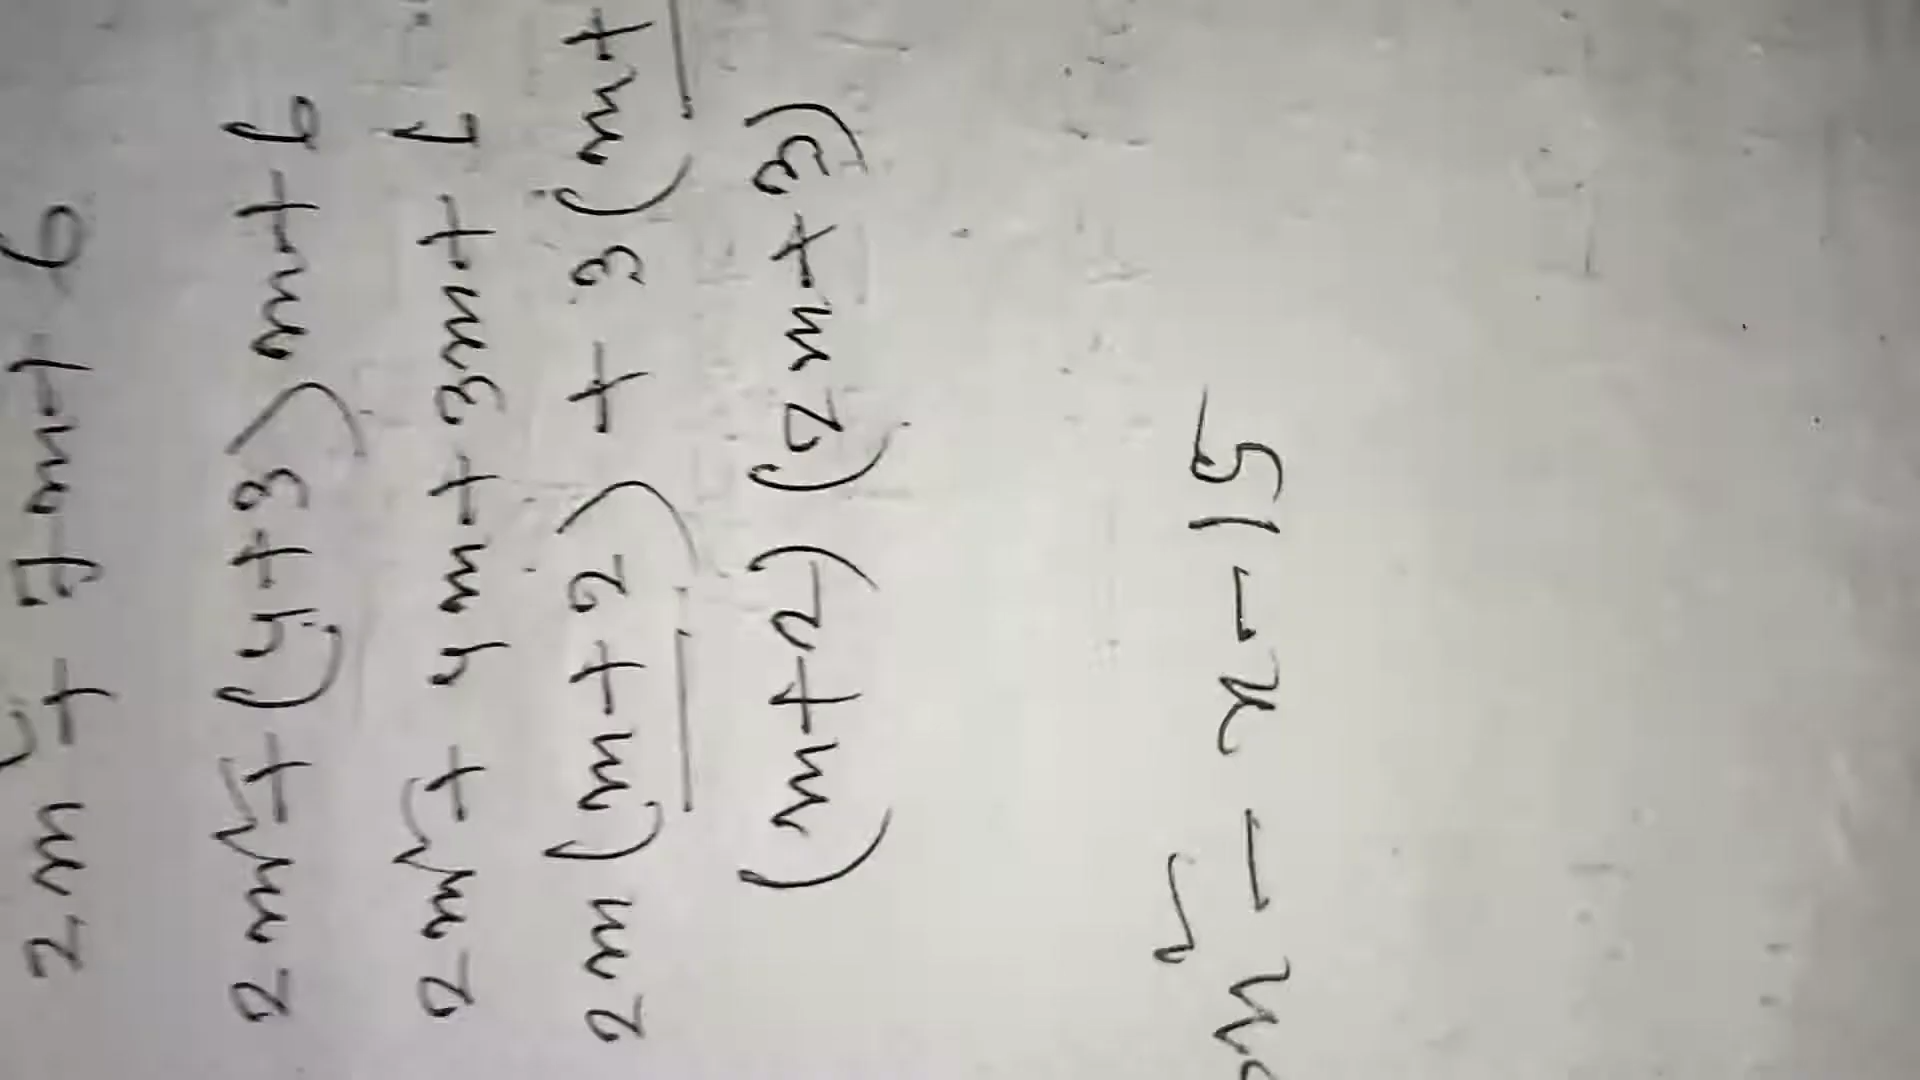 2m² + 7m + 6
2m² + (4+3)m + 6
2m² + 4m + 3m + 6
2m (m+2) + 3 (m+
(m+2) (2m+3)
x² - x - 15